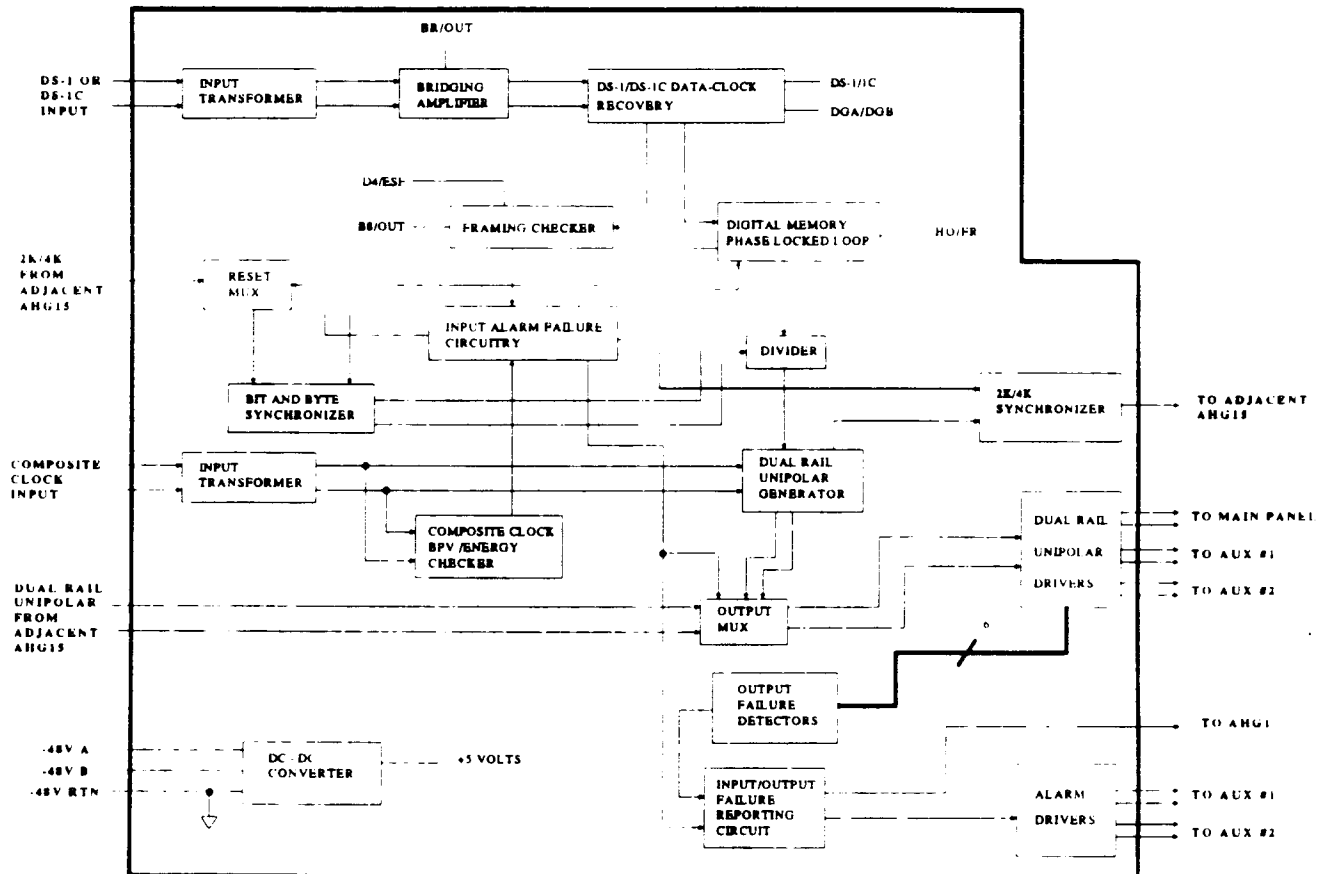 BR/OUT
DS-1 OR
DS-1C
INPUT
INPUT
TRANSFORMER
BRIDGING
AMPLIFIER
DS-1/DS-1C DATA-CLOCK
RECOVERY
DS-1/1C
DGA/DGB
D4/ESF
B8/OUT
FRAMING CHECKER
DIGITAL MEMORY
PHASE LOCKED LOOP
HO/FR
2K/4K
FROM
ADJACENT
AHG15
RESET
MUX
INPUT ALARM FAILURE
CIRCUITRY
DIVIDER
BIT AND BYTE
SYNCHRONIZER
2K/4K
SYNCHRONIZER
TO ADJACENT
AHG15
COMPOSITE
CLOCK
INPUT
INPUT
TRANSFORMER
DUAL RAIL
UNIPOLAR
GENERATOR
COMPOSITE CLOCK
BPV/ENERGY
CHECKER
DUAL RAIL
UNIPOLAR
DRIVERS
TO MAIN PANEL
TO AUX #1
TO AUX #2
DUAL RAIL
UNIPOLAR
FROM
ADJACENT
AHG15
OUTPUT
MUX
6
OUTPUT
FAILURE
DETECTORS
TO AHG1
-48V A
-48V B
-48V RTN
DC-DC
CONVERTER
+5 VOLTS
INPUT/OUTPUT
FAILURE
REPORTING
CIRCUIT
ALARM
DRIVERS
TO AUX #1
TO AUX #2